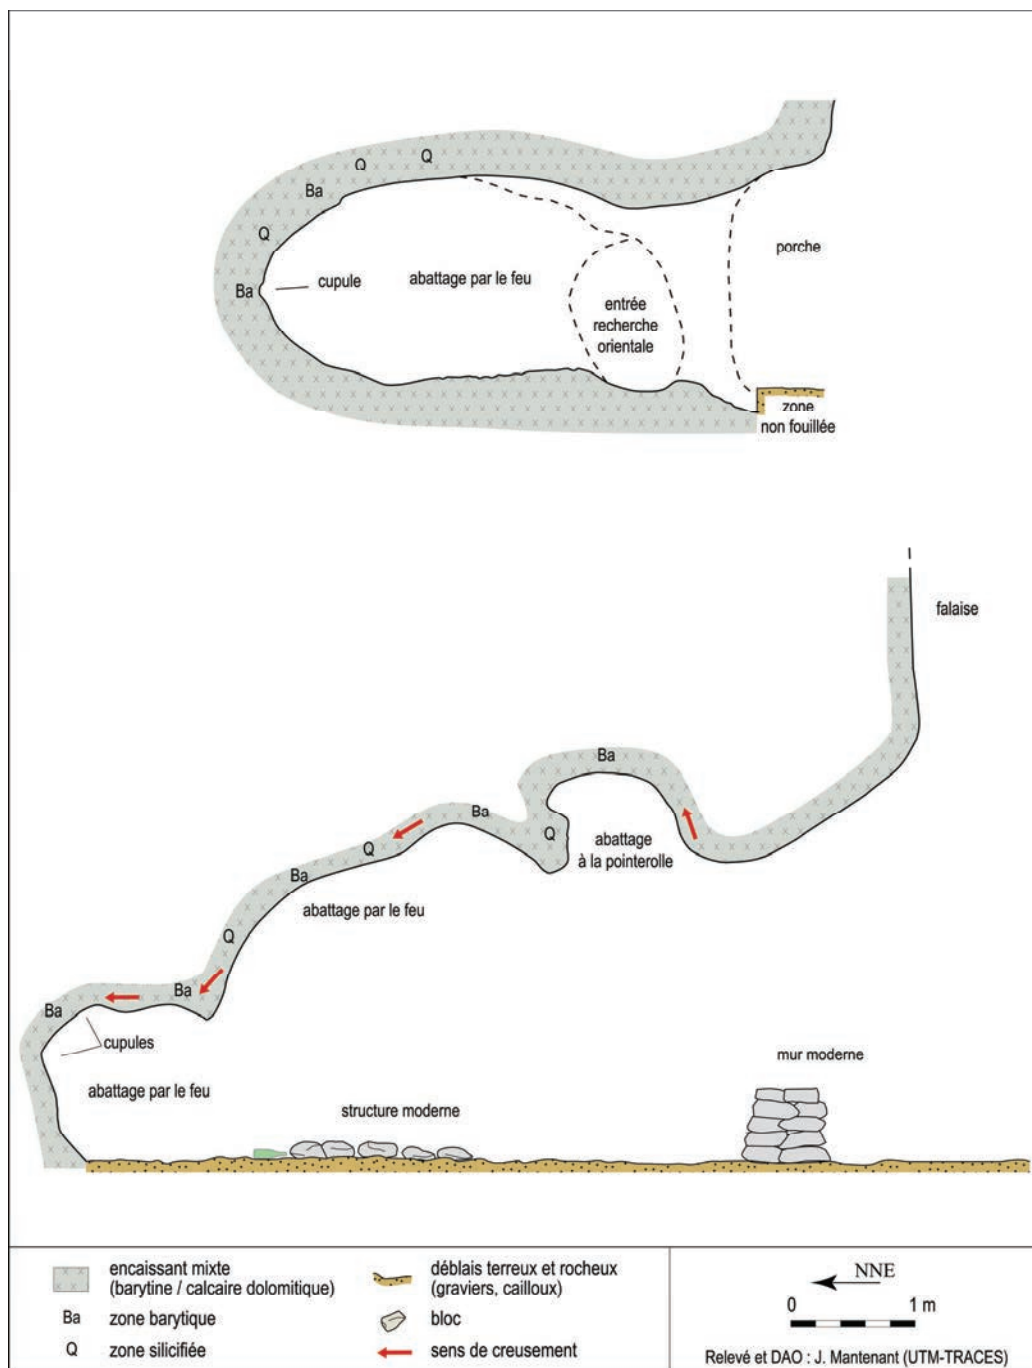 Q
Q
Ba
Q
Ba
cupule
abattage par le feu
porche
entrée
recherche
orientale
zone
non fouillée
falaise
Ba
Ba
Q
Q
abattage
à la pointerolle
Ba
abattage par le feu
Q
Ba
Ba
cupules
abattage par le feu
mur moderne
structure moderne
encaissant mixte
(barytine / calcaire dolomitique)
Ba zone barytique
Q zone silicifiée
déblais terreux et rocheux
(graviers, cailloux)
bloc
sens de creusement
NNE
0 1 m
Relevé et DAO : J. Mantenant (UTM-TRACES)